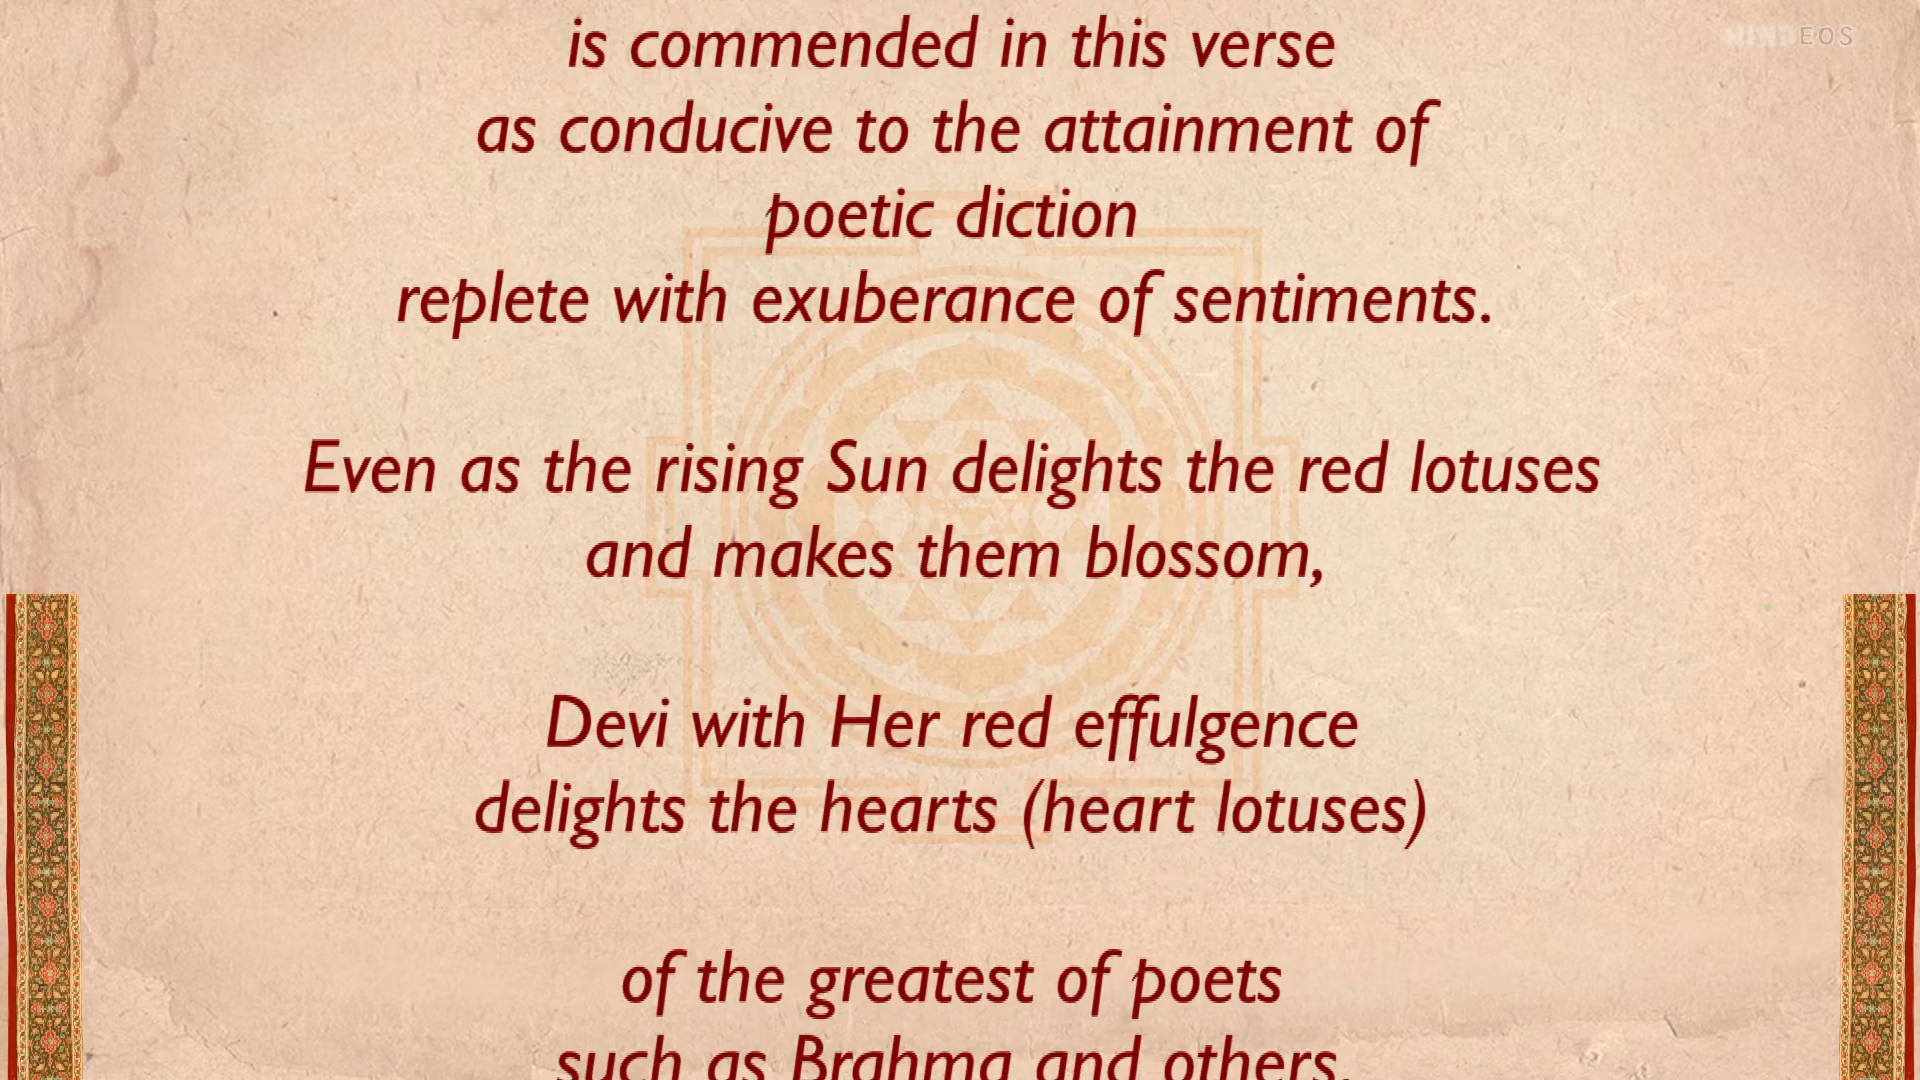 EOS
is commended in this verse
as conducive to the attainment of
poetic diction
replete with exuberance of sentiments.
Even as the rising Sun delights the red lotuses
and makes them blossom,
Devi with Her red effulgence
delights the hearts (heart lotuses)
of the greatest of poets
such as Brahma and others.